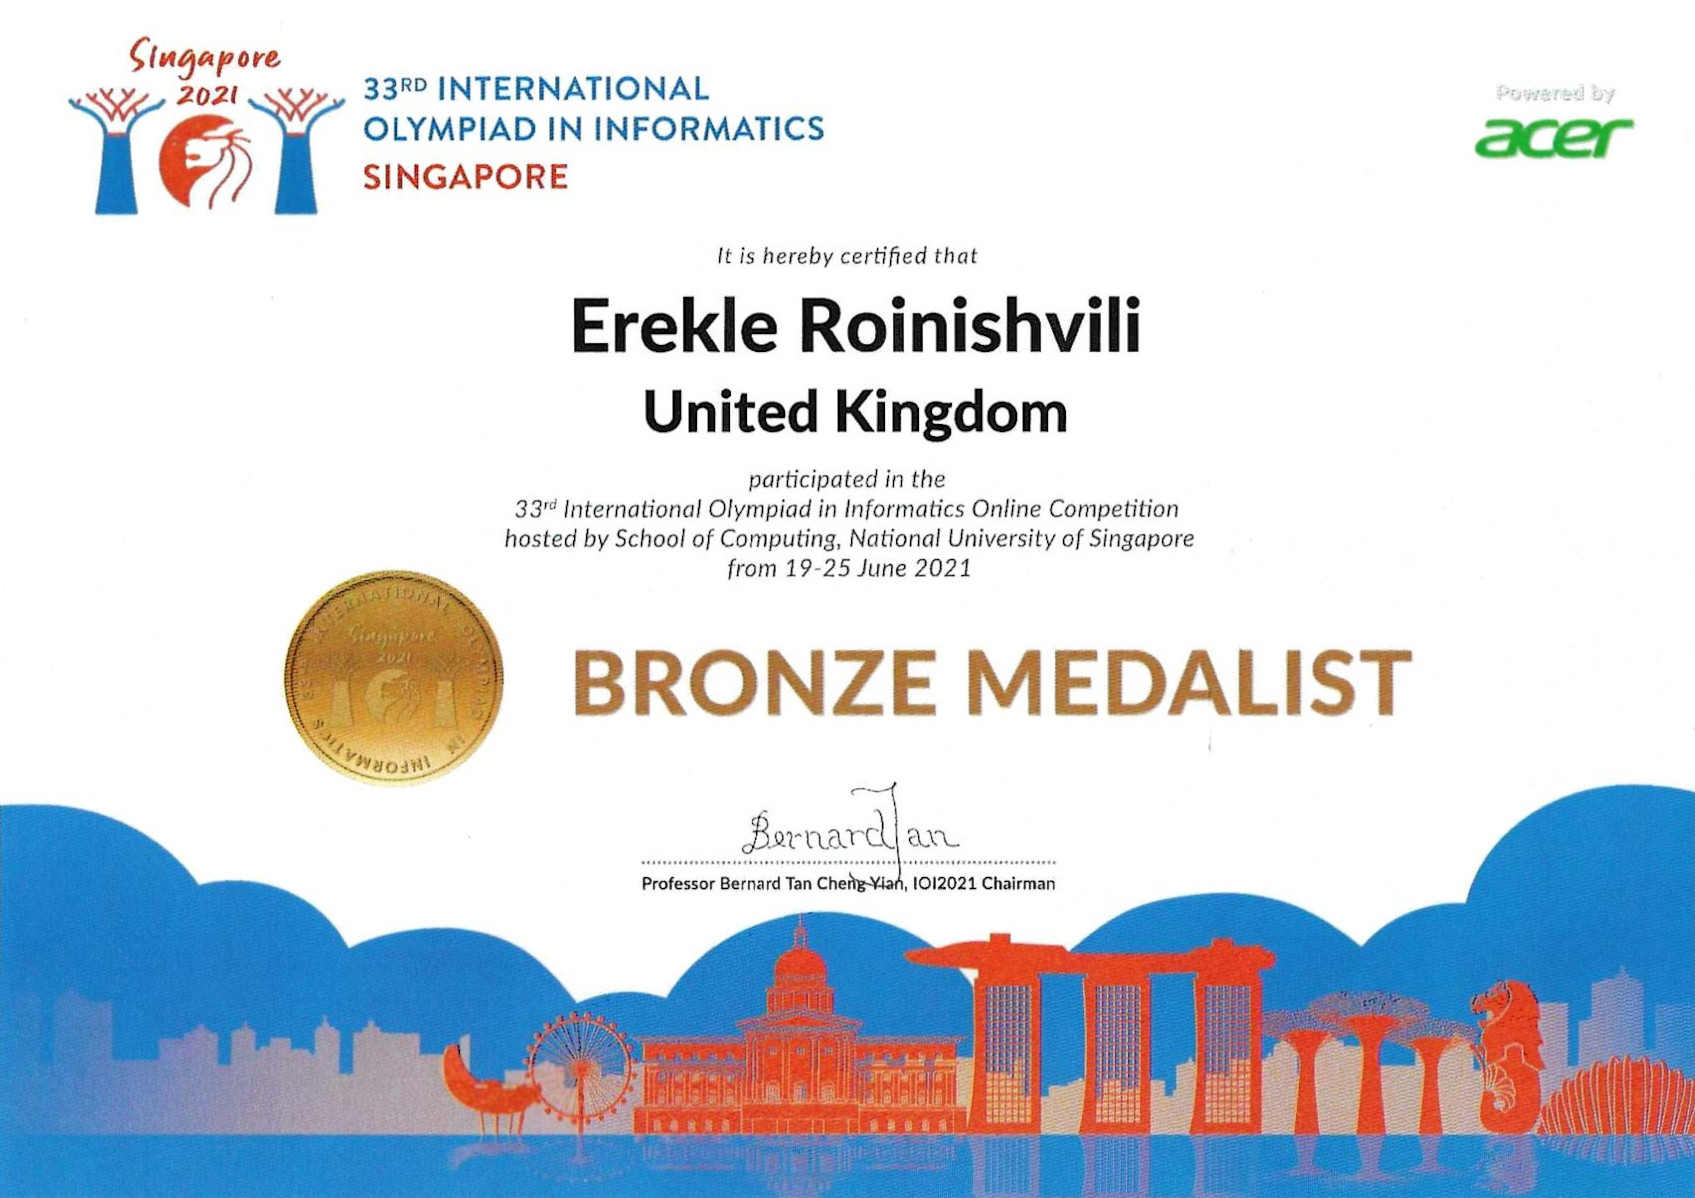 Singapore
2021
33RD INTERNATIONAL
OLYMPIAD IN INFORMATICS
SINGAPORE
Powered by
acer
It is hereby certified that
Erekle Roinishvili
United Kingdom
participated in the
33rd International Olympiad in Informatics Online Competition
hosted by School of Computing, National University of Singapore
from 19-25 June 2021
33RD INTERNATIONAL OLYMPIAD IN INFORMATICS
Singapore
2021
BRONZE MEDALIST
Bernard Tan
Professor Bernard Tan Cheng Yian, IOI2021 Chairman